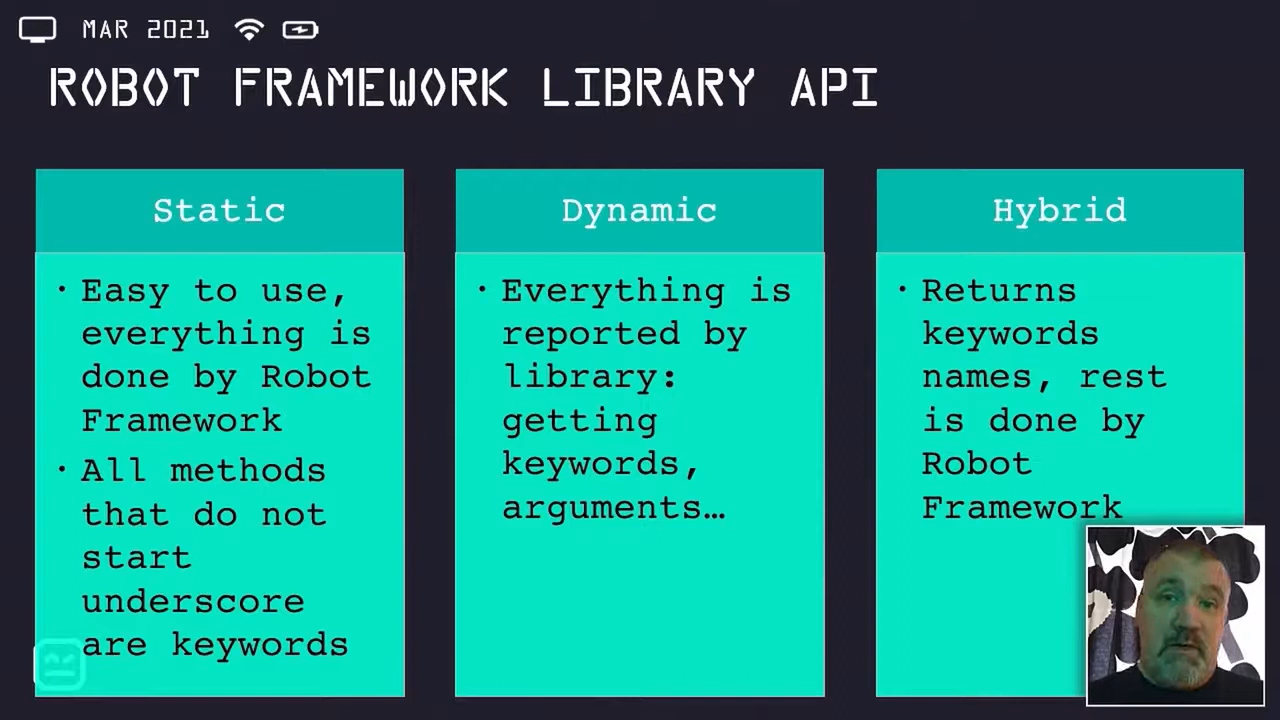 MAR 2021
ROBOT FRAMEWORK LIBRARY API
Static
• Easy to use,
everything is
done by Robot
Framework
• All methods
that do not
start
underscore
are keywords
Dynamic
• Everything is
reported by
library:
getting
keywords,
arguments…
Hybrid
• Returns
keywords
names, rest
is done by
Robot
Framework